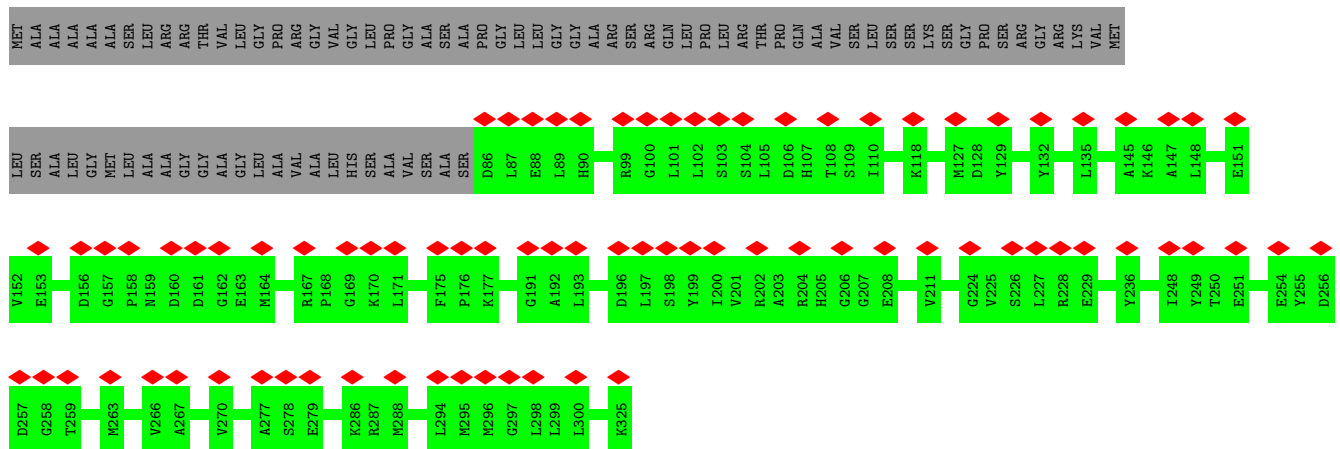 MET ALA ALA ALA ALA ALA SER LEU ARG ARG THR VAL LEU GLY PRO ARG GLY VAL GLY LEU PRO GLY ALA SER ALA PRO GLY LEU LEU GLY GLY ALA ARG SER ARG GLN LEU PRO LEU ARG THR PRO GLN ALA VAL SER LEU SER SER LYS SER GLY PRO SER ARG GLY ARG LYS VAL MET
LEU SER ALA LEU GLY MET LEU ALA ALA GLY GLY ALA GLY LEU ALA VAL ALA LEU HIS SER ALA VAL SER ALA SER D86 L87 E88 L89 H90 R99 G100 L101 L102 S103 S104 L105 D106 H107 T108 S109 I110 K118 M127 D128 Y129 Y132 L135 A145 K146 A147 L148 E151
V152 E153 D156 G157 P158 N159 D160 D161 G162 E163 M164 R167 P168 G169 K170 L171 F175 P176 K177 G191 A192 L193 D196 L197 S198 Y199 I200 V201 R202 A203 R204 H205 G206 G207 E208 V211 G224 V225 S226 L227 R228 E229 Y236 I248 Y249 T250 E251 E254 Y255 D256
D257 G258 T259 M263 V266 A267 V270 A277 S278 E279 K286 R287 M288 L294 M295 M296 G297 L298 L299 L300 K325